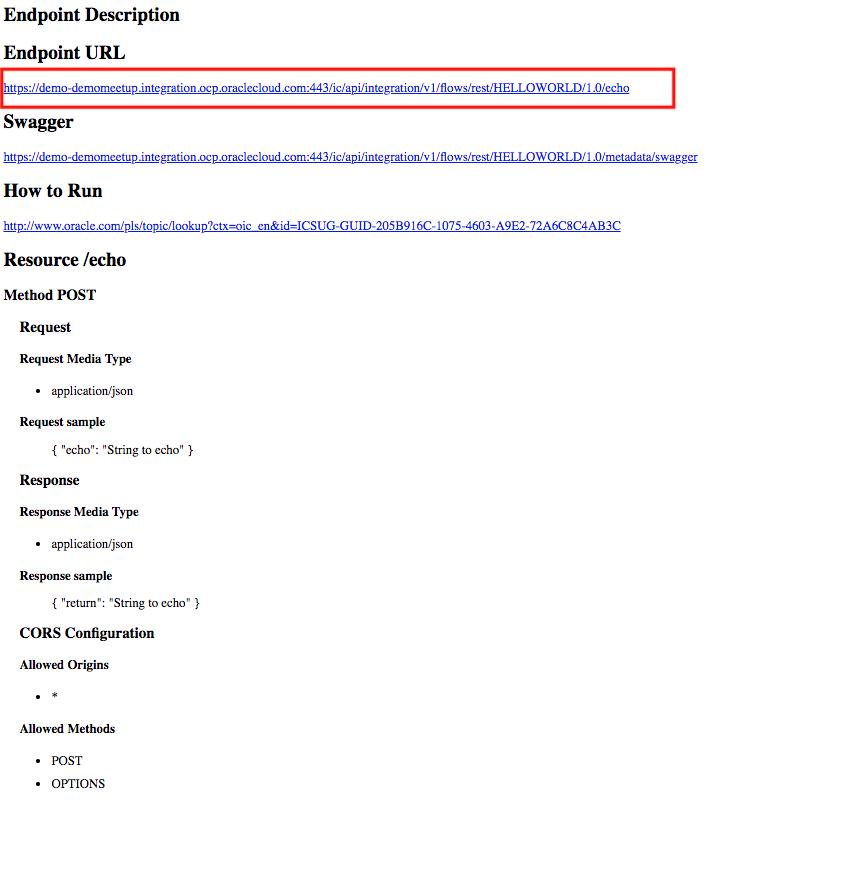 Endpoint Description
Endpoint URL
https://demo-demomeetup.integration.ocp.oraclecloud.com:443/ic/api/integration/v1/flows/rest/HELLOWORLD/1.0/echo
Swagger
https://demo-demomeetup.integration.ocp.oraclecloud.com:443/ic/api/integration/v1/flows/rest/HELLOWORLD/1.0/metadata/swagger
How to Run
http://www.oracle.com/pls/topic/lookup?ctx=oic_en&id=ICSUG-GUID-205B916C-1075-4603-A9E2-72A6C8C4AB3C
Resource /echo
Method POST
Request
Request Media Type
• application/json
Request sample
{ "echo": "String to echo" }
Response
Response Media Type
• application/json
Response sample
{ "return": "String to echo" }
CORS Configuration
Allowed Origins
• *
Allowed Methods
• POST
• OPTIONS